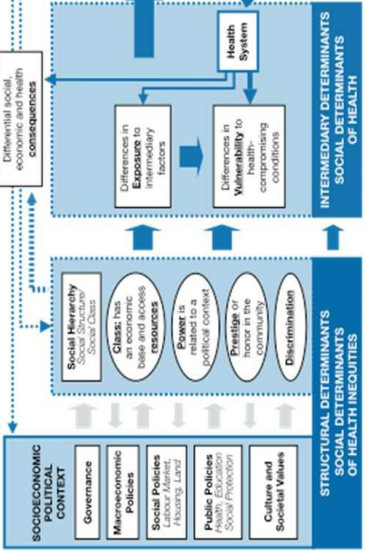 SOCIOECONOMIC
POLITICAL
CONTEXT
Governance
Macroeconomic
Policies
Social Policies
Labour Market,
Housing, Land
Public Policies
Health, Education
Social Protection
Culture and
Societal Values
Social Hierarchy
Social Structure/
Social Class
Class: has
an economic
base and access
resources
Power is
related to a
political context
Prestige or
honor in the
community
Discrimination
STRUCTURAL DETERMINANTS
SOCIAL DETERMINANTS
OF HEALTH INEQUITIES
Differential social,
economic and health
consequences
Differences in
Exposure to
intermediary
factors
Differences in
Vulnerability to
health-
compromising
conditions
Health
System
INTERMEDIARY DETERMINANTS
SOCIAL DETERMINANTS
OF HEALTH